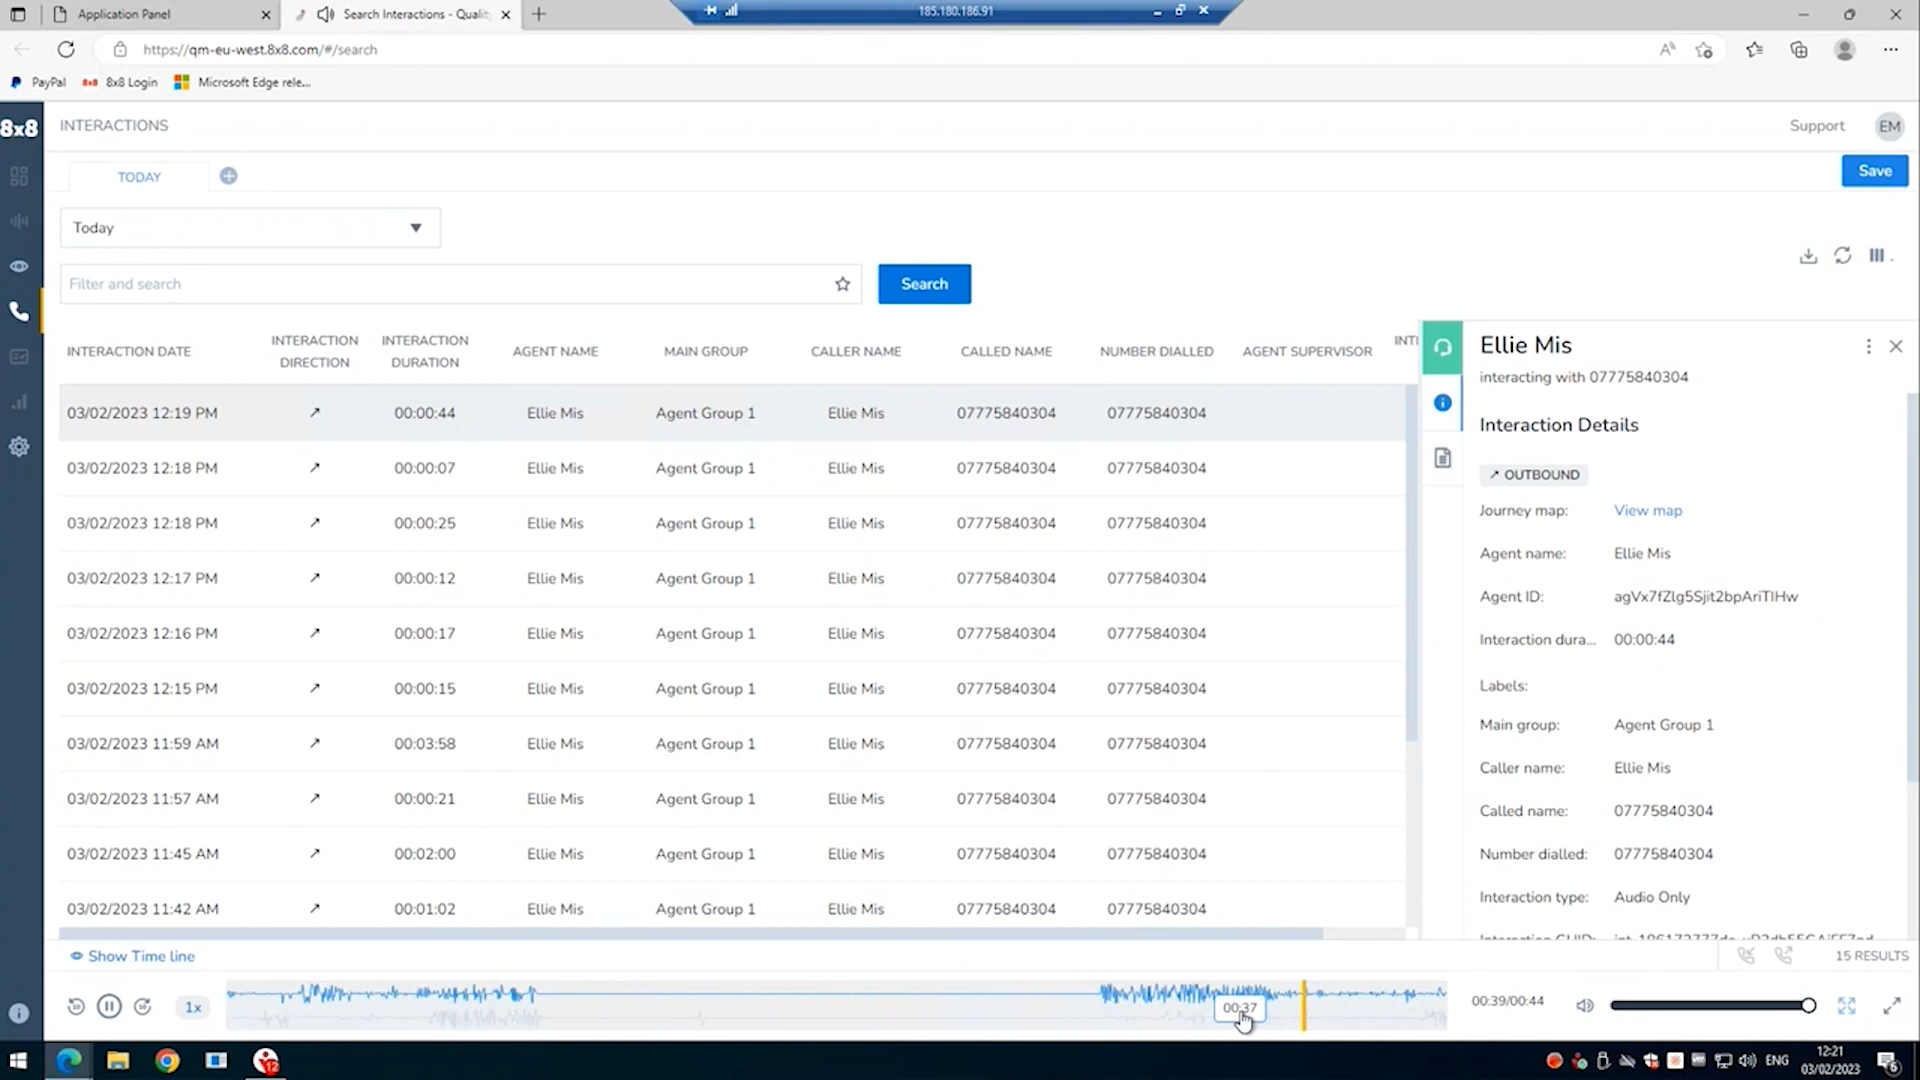 Application Panel
Search Interactions - Quality
185.180.186.91
https://qm-eu-west.8x8.com/#/search
PayPal
8x8 Login
Microsoft Edge rele...
8x8
INTERACTIONS
Support
EM
TODAY
Save
Today
Filter and search
Search
INTERACTION DATE
INTERACTION DIRECTION
INTERACTION DURATION
AGENT NAME
MAIN GROUP
CALLER NAME
CALLED NAME
NUMBER DIALLED
AGENT SUPERVISOR
INTI
03/02/2023 12:19 PM ↗ 00:00:44 Ellie Mis Agent Group 1 Ellie Mis 07775840304 07775840304
03/02/2023 12:18 PM ↗ 00:00:07 Ellie Mis Agent Group 1 Ellie Mis 07775840304 07775840304
03/02/2023 12:18 PM ↗ 00:00:25 Ellie Mis Agent Group 1 Ellie Mis 07775840304 07775840304
03/02/2023 12:17 PM ↗ 00:00:12 Ellie Mis Agent Group 1 Ellie Mis 07775840304 07775840304
03/02/2023 12:16 PM ↗ 00:00:17 Ellie Mis Agent Group 1 Ellie Mis 07775840304 07775840304
03/02/2023 12:15 PM ↗ 00:00:15 Ellie Mis Agent Group 1 Ellie Mis 07775840304 07775840304
03/02/2023 11:59 AM ↗ 00:03:58 Ellie Mis Agent Group 1 Ellie Mis 07775840304 07775840304
03/02/2023 11:57 AM ↗ 00:00:21 Ellie Mis Agent Group 1 Ellie Mis 07775840304 07775840304
03/02/2023 11:45 AM ↗ 00:02:00 Ellie Mis Agent Group 1 Ellie Mis 07775840304 07775840304
03/02/2023 11:42 AM ↗ 00:01:02 Ellie Mis Agent Group 1 Ellie Mis 07775840304 07775840304
Ellie Mis
interacting with 07775840304
Interaction Details
↗ OUTBOUND
Journey map: View map
Agent name: Ellie Mis
Agent ID: agVx7fZlg5Sjit2bpAriTIHw
Interaction dura... 00:00:44
Labels:
Main group: Agent Group 1
Caller name: Ellie Mis
Called name: 07775840304
Number dialled: 07775840304
Interaction type: Audio Only
Show Time line
15 RESULTS
1x
00:37
00:39/00:44
12
ENG
12:21
03/02/2023
6